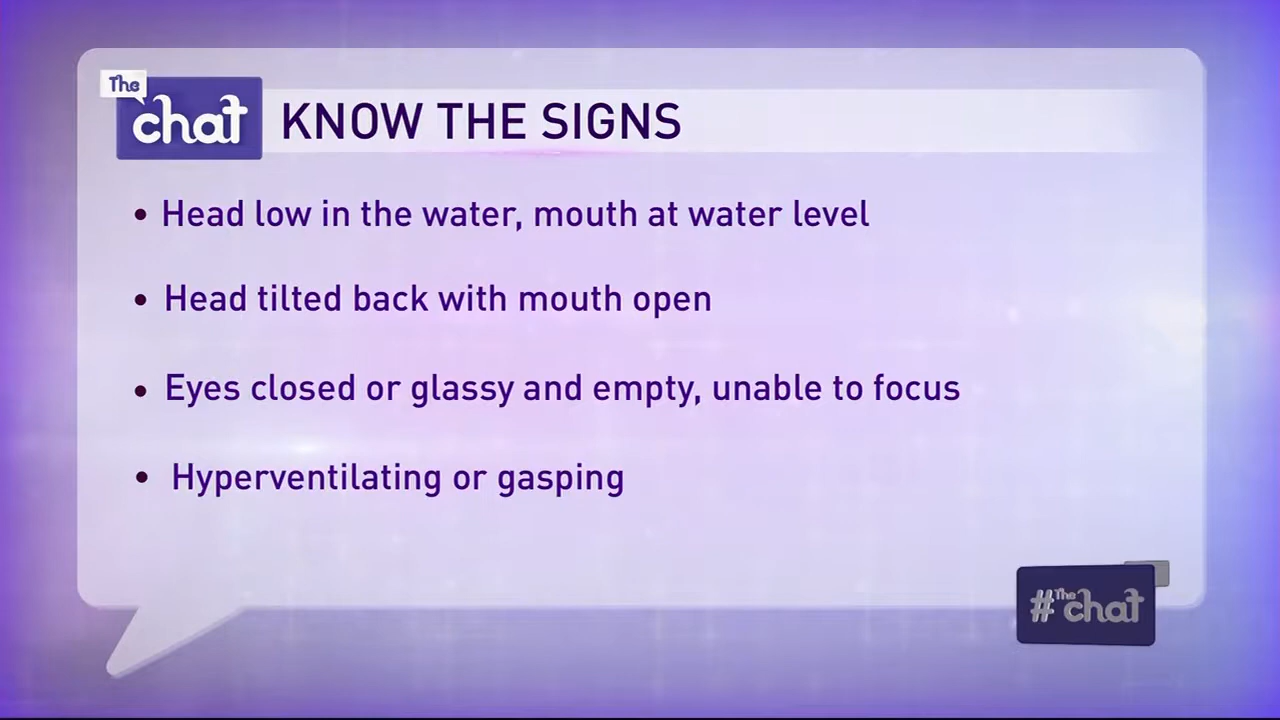 The
chat
KNOW THE SIGNS
• Head low in the water, mouth at water level
• Head tilted back with mouth open
• Eyes closed or glassy and empty, unable to focus
• Hyperventilating or gasping
#The chat